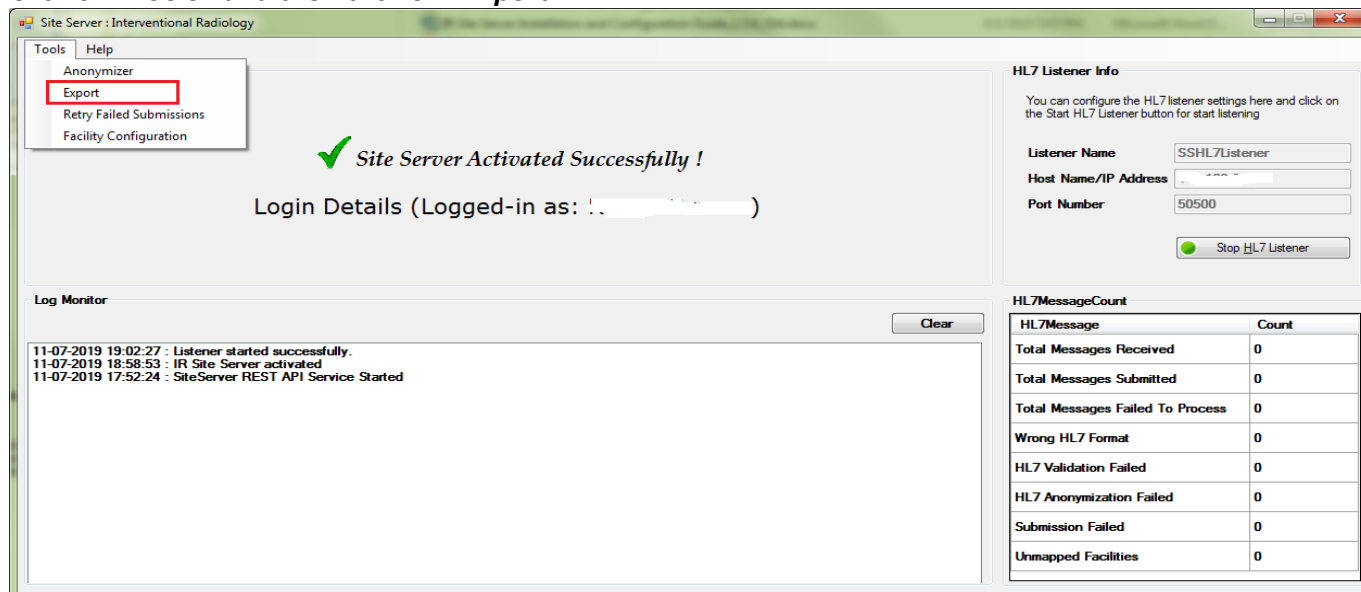 Site Server : Interventional Radiology
Tools Help
Anonymizer
Export
Retry Failed Submissions
Facility Configuration
Site Server Activated Successfully !
Login Details (Logged-in as: )
HL7 Listener Info
You can configure the HL7 listener settings here and click on
the Start HL7 Listener button for start listening
Listener Name SSHL7Listener
Host Name/IP Address
Port Number 50500
Stop HL7 Listener
Log Monitor
Clear
11-07-2019 19:02:27 : Listener started successfully.
11-07-2019 18:58:53 : IR Site Server activated
11-07-2019 17:52:24 : SiteServer REST API Service Started
HL7MessageCount
HL7Message Count
Total Messages Received 0
Total Messages Submitted 0
Total Messages Failed To Process 0
Wrong HL7 Format 0
HL7 Validation Failed 0
HL7 Anonymization Failed 0
Submission Failed 0
Unmapped Facilities 0